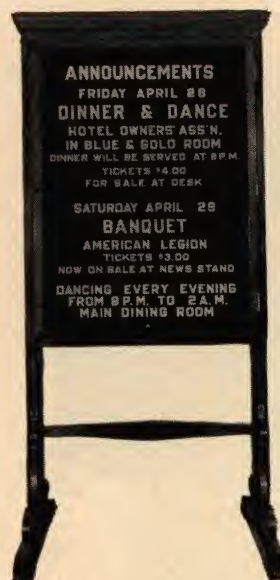 ANNOUNCEMENTS
FRIDAY APRIL 28
DINNER & DANCE
HOTEL OWNERS' ASS'N.
IN BLUE & GOLD ROOM
DINNER WILL BE SERVED AT 8 P.M.
TICKETS $4.00
FOR SALE AT DESK
SATURDAY APRIL 29
BANQUET
AMERICAN LEGION
TICKETS $3.00
NOW ON SALE AT NEWS STAND
DANCING EVERY EVENING
FROM 8 P.M. TO 2 A.M.
MAIN DINING ROOM